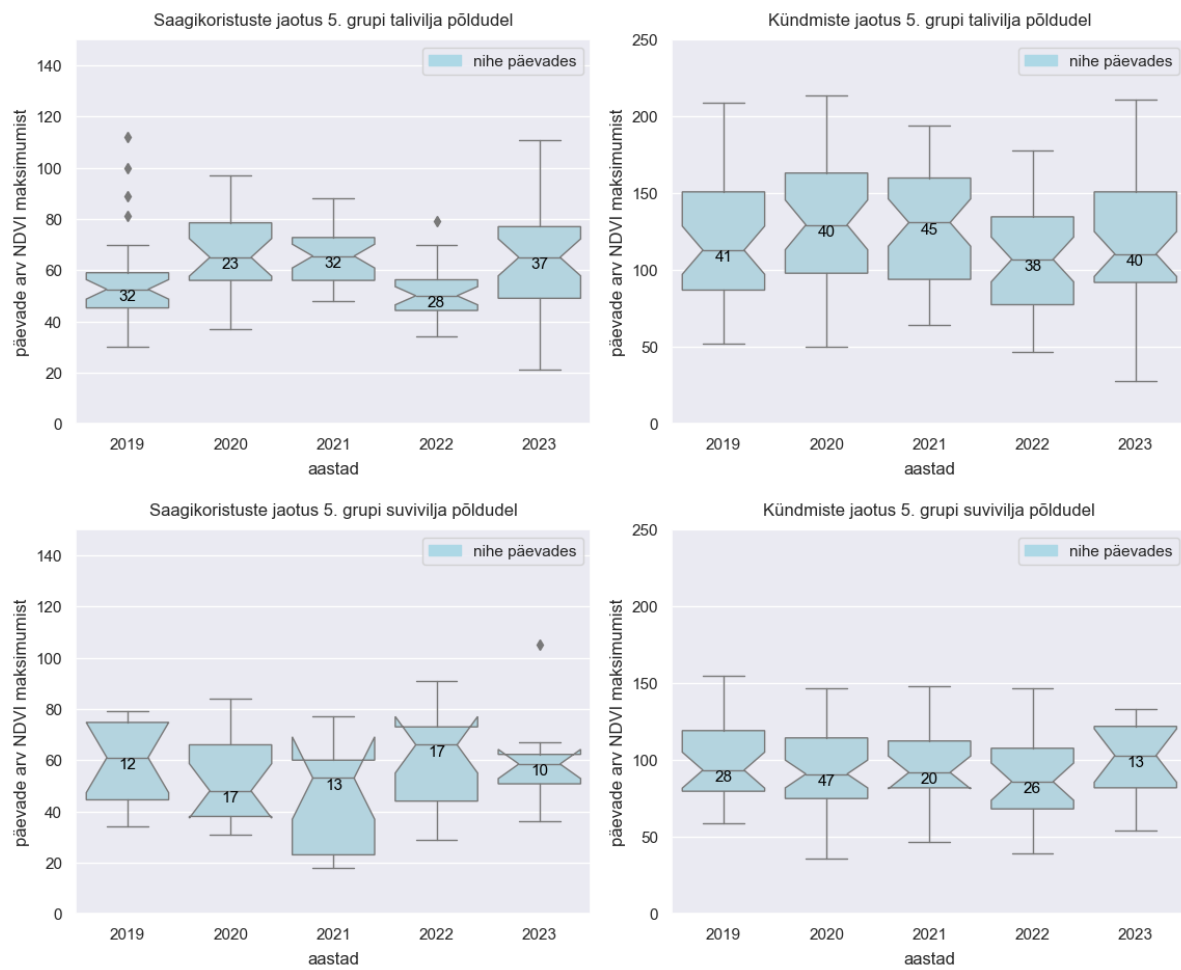 Saagikoristuste jaotus 5. grupi talivilja põldudel
nihe päevades
päevade arv NDVI maksimumist
140
120
100
80
60
40
20
0
32
23
32
28
37
2019 2020 2021 2022 2023
aastad
Kündmiste jaotus 5. grupi talivilja põldudel
nihe päevades
päevade arv NDVI maksimumist
250
200
150
100
50
0
41
40
45
38
40
2019 2020 2021 2022 2023
aastad
Saagikoristuste jaotus 5. grupi suvivilja põldudel
nihe päevades
päevade arv NDVI maksimumist
140
120
100
80
60
40
20
0
12
17
13
17
10
2019 2020 2021 2022 2023
aastad
Kündmiste jaotus 5. grupi suvivilja põldudel
nihe päevades
päevade arv NDVI maksimumist
250
200
150
100
50
0
28
47
20
26
13
2019 2020 2021 2022 2023
aastad